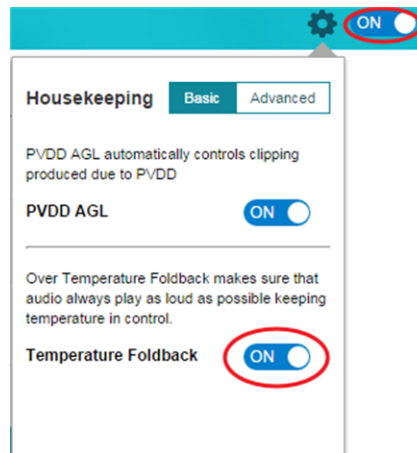 ON
Housekeeping Basic Advanced
PVDD AGL automatically controls clipping
produced due to PVDD
PVDD AGL ON
Over Temperature Foldback makes sure that
audio always play as loud as possible keeping
temperature in control.
Temperature Foldback ON